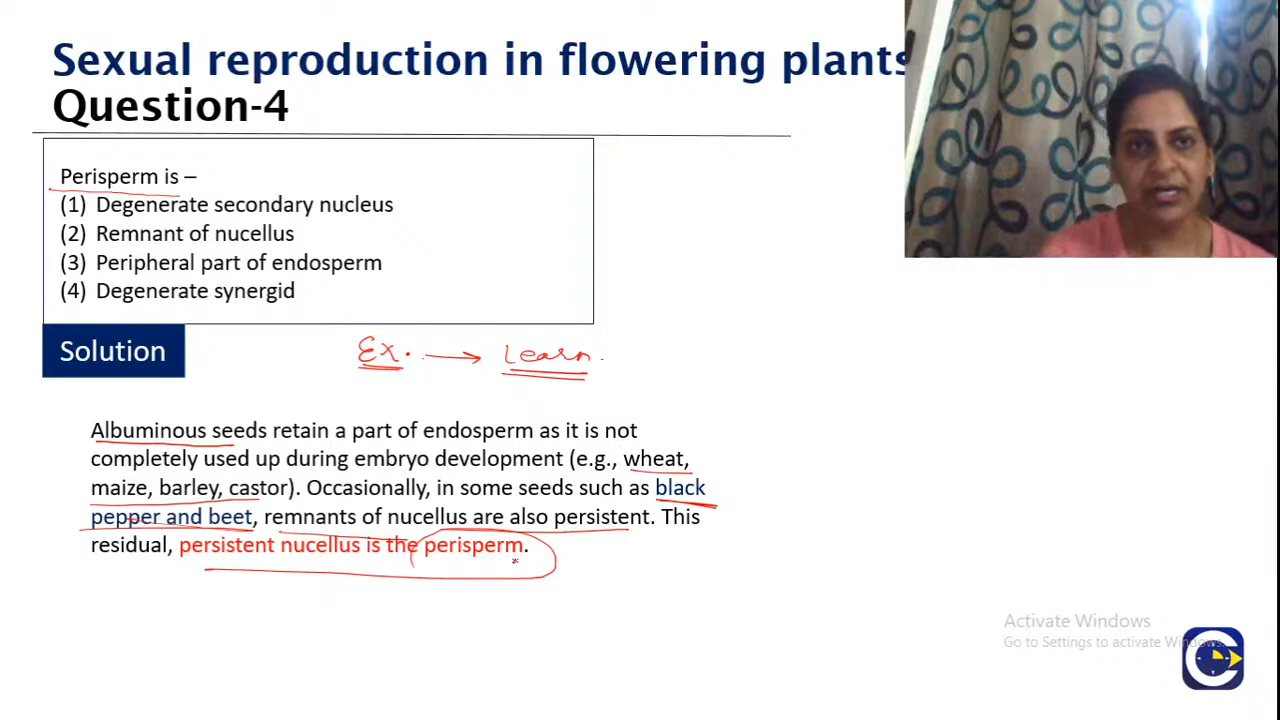 Sexual reproduction in flowering plants
Question-4
Perisperm is –
(1) Degenerate secondary nucleus
(2) Remnant of nucellus
(3) Peripheral part of endosperm
(4) Degenerate synergid
Solution
Ex. → Learn.
Albuminous seeds retain a part of endosperm as it is not
completely used up during embryo development (e.g., wheat,
maize, barley, castor). Occasionally, in some seeds such as black
pepper and beet, remnants of nucellus are also persistent. This
residual, persistent nucellus is the perisperm.
Activate Windows
Go to Settings to activate Windows.